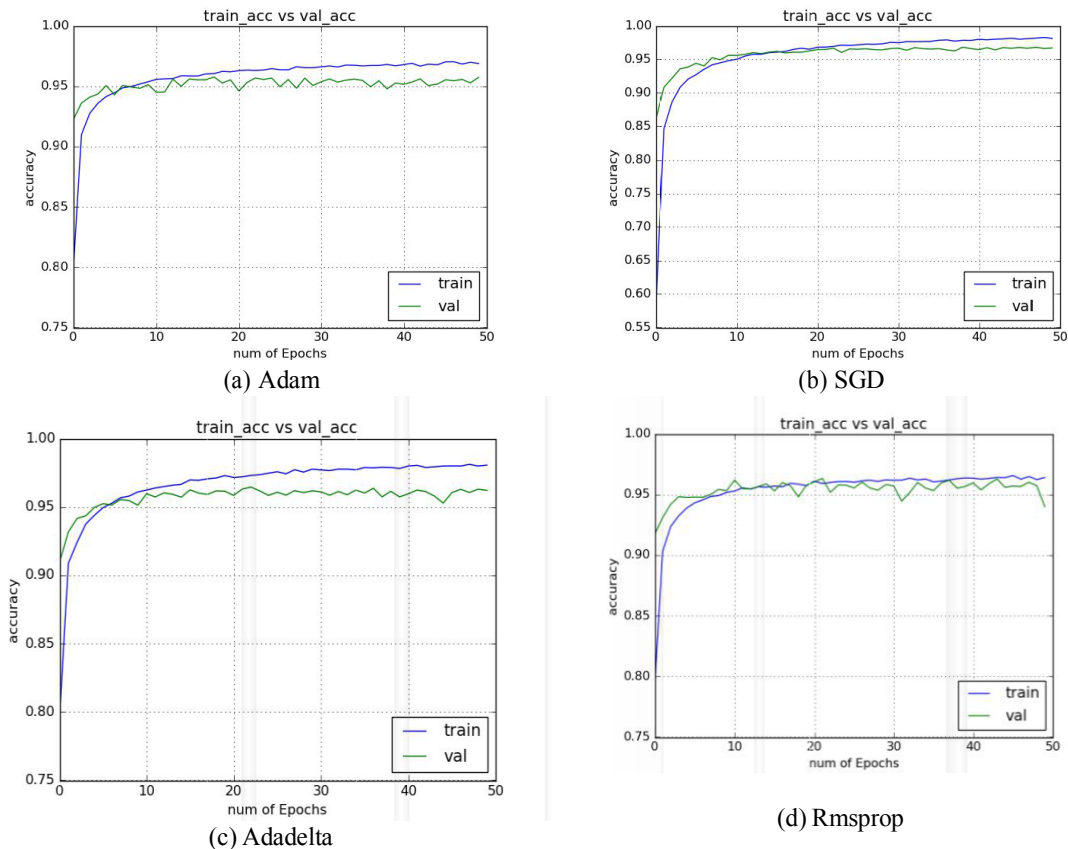 train_acc vs val_acc
1.00
0.95
0.90
0.85
0.80
0.75
accuracy
0
10
20
30
40
50
num of Epochs
train
val
(a) Adam
train_acc vs val_acc
1.00
0.95
0.90
0.85
0.80
0.75
0.70
0.65
0.60
0.55
accuracy
0
10
20
30
40
50
num of Epochs
train
val
(b) SGD
train_acc vs val_acc
1.00
0.95
0.90
0.85
0.80
0.75
accuracy
0
10
20
30
40
50
num of Epochs
train
val
(c) Adadelta
train_acc vs val_acc
1.00
0.95
0.90
0.85
0.80
0.75
accuracy
0
10
20
30
40
50
num of Epochs
train
val
(d) Rmsprop